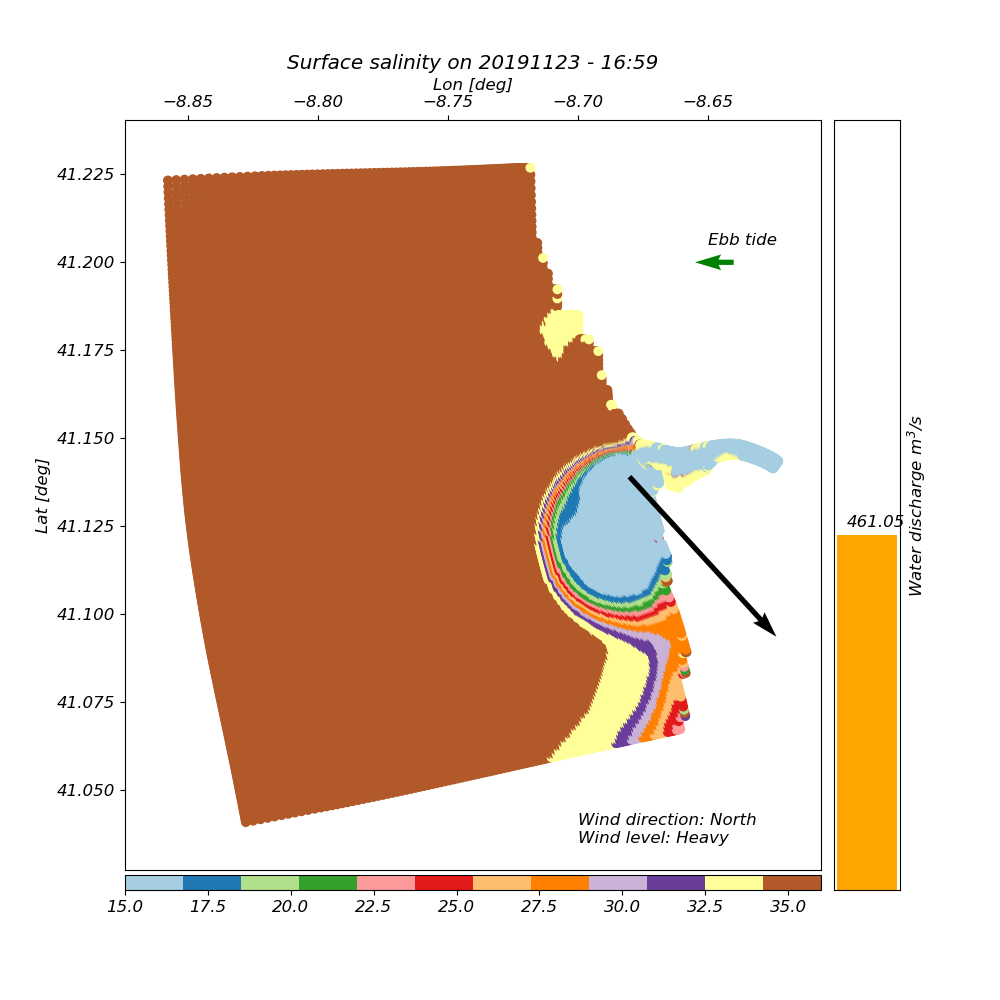 Surface salinity on 20191123 - 16:59
Lon [deg]
−8.85 −8.80 −8.75 −8.70 −8.65
41.225
41.200
41.175
41.150
41.125
41.100
41.075
41.050
Lat [deg]
Ebb tide
461.05
Water discharge m³/s
Wind direction: North
Wind level: Heavy
15.0 17.5 20.0 22.5 25.0 27.5 30.0 32.5 35.0